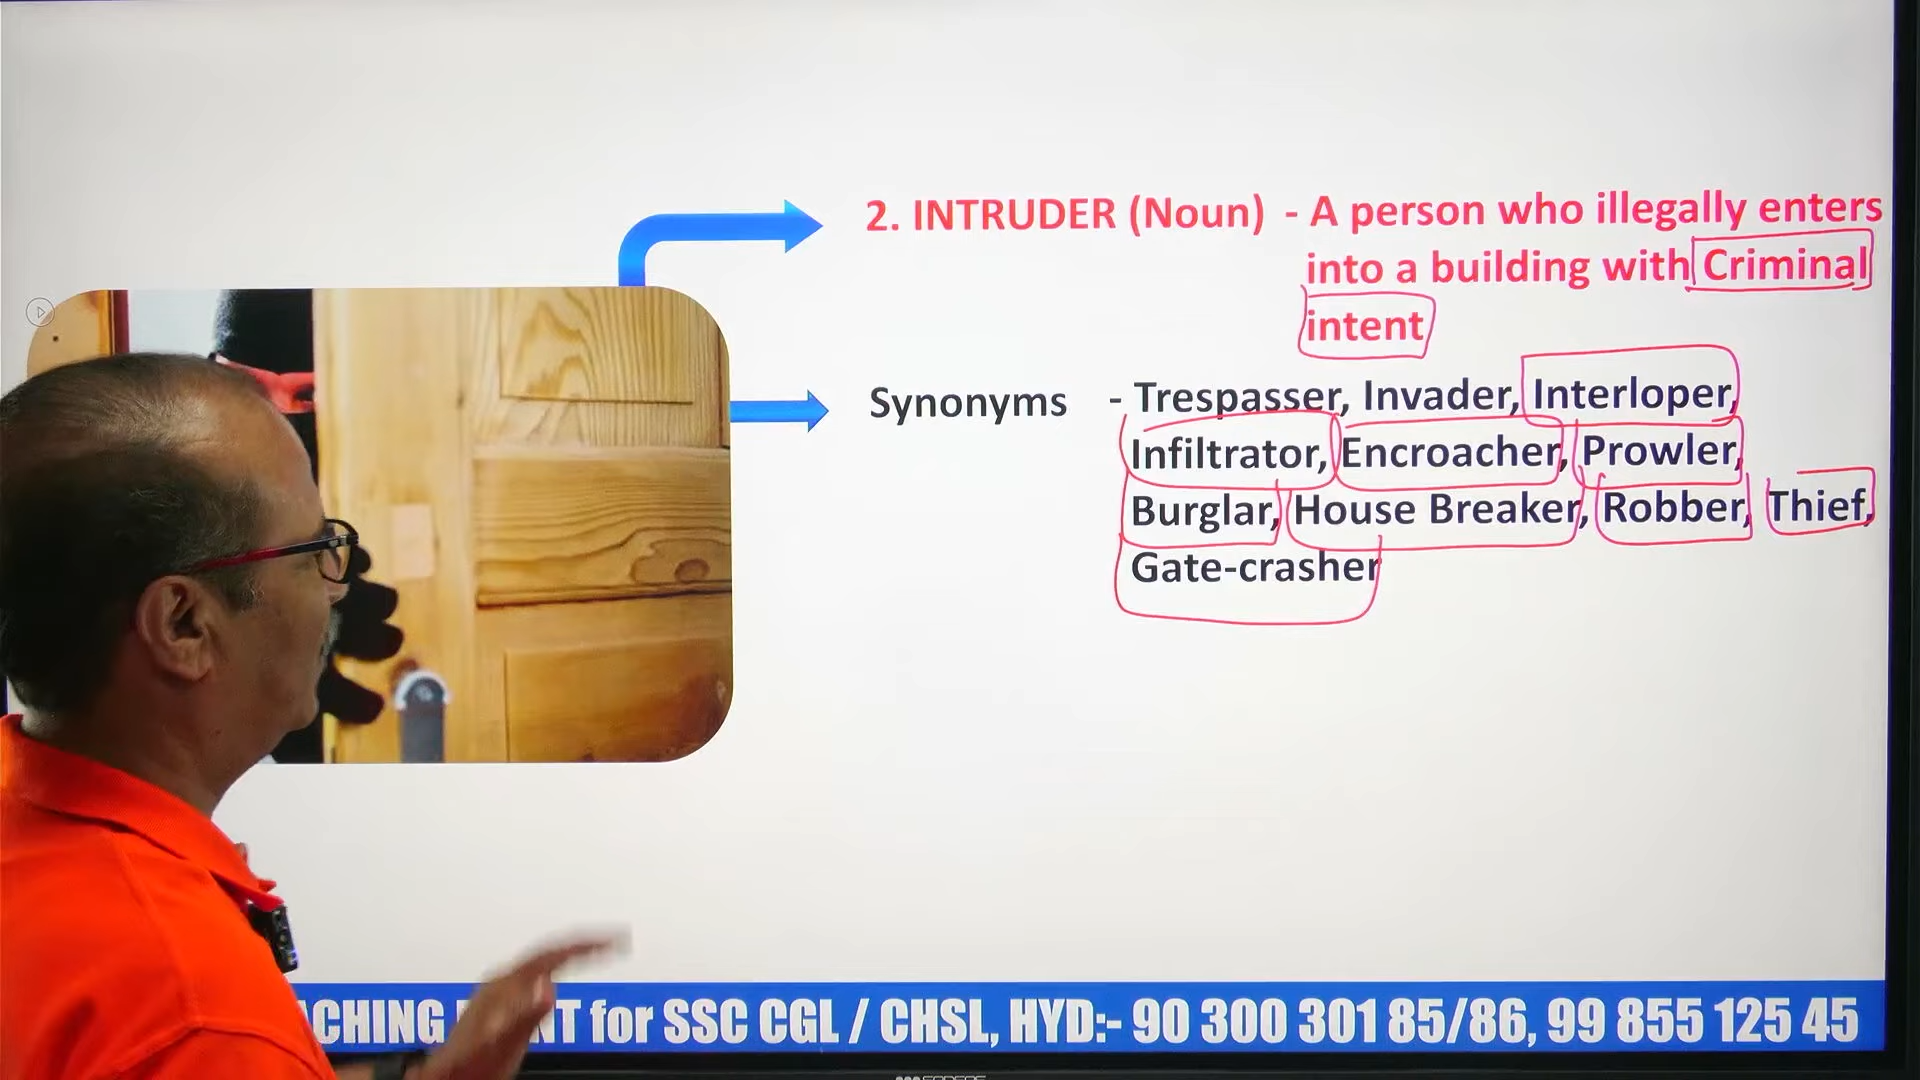 2. INTRUDER (Noun) - A person who illegally enters
into a building with Criminal
intent
Synonyms - Trespasser, Invader, Interloper,
Infiltrator, Encroacher, Prowler,
Burglar, House Breaker, Robber, Thief,
Gate-crasher
for SSC CGL / CHSL, HYD:- 90 300 301 85/86, 99 855 125 45